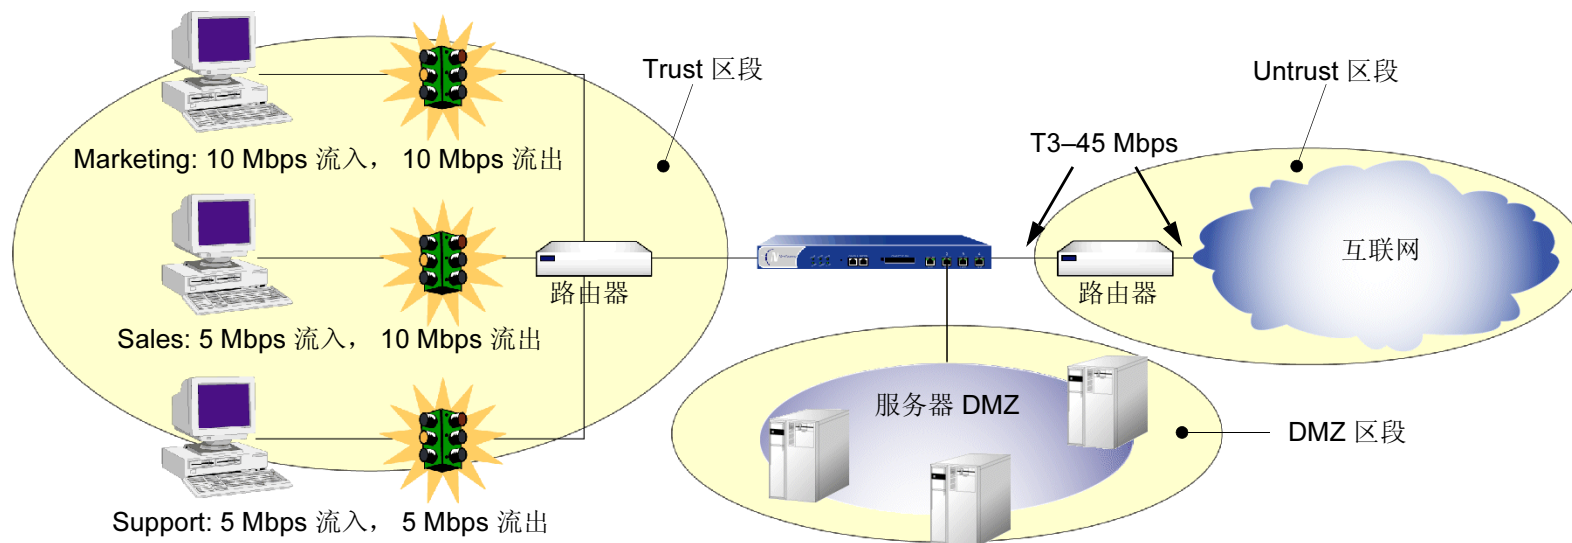 Trust 区段
Untrust 区段
T3–45 Mbps
Marketing: 10 Mbps 流入， 10 Mbps 流出
互联网
路由器
路由器
Sales: 5 Mbps 流入， 10 Mbps 流出
服务器 DMZ
DMZ 区段
Support: 5 Mbps 流入， 5 Mbps 流出